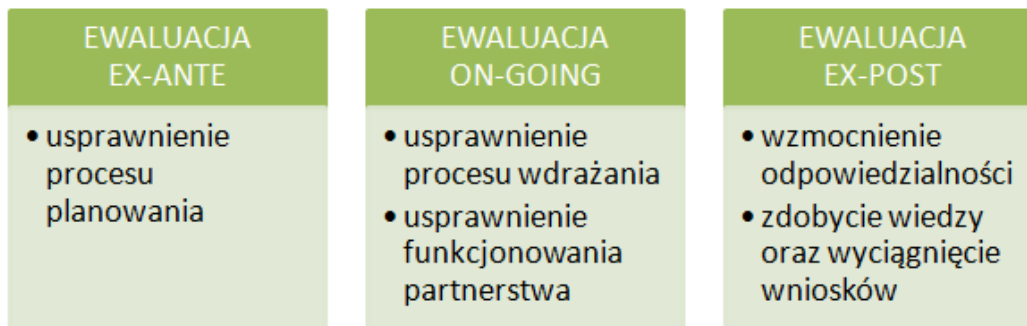 EWALUACJA
EX-ANTE
• usprawnienie
procesu
planowania
EWALUACJA
ON-GOING
• usprawnienie
procesu wdrażania
• usprawnienie
funkcjonowania
partnerstwa
EWALUACJA
EX-POST
• wzmocnienie
odpowiedzialności
• zdobycie wiedzy
oraz wyciągnięcie
wniosków